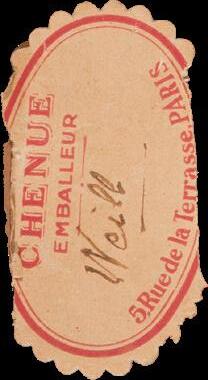 CHENUE
EMBALLEUR
Weill
5, Rue de la Terrasse, PARIS